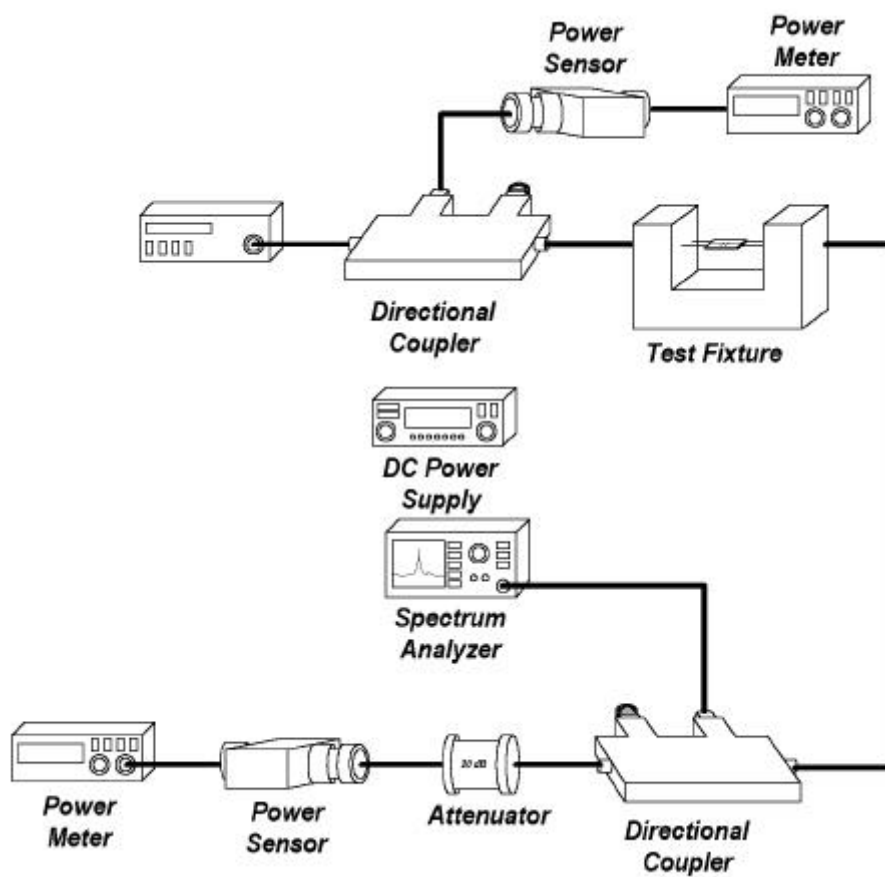 Power
Sensor
Power
Meter
Directional
Coupler
Test Fixture
DC Power
Supply
Spectrum
Analyzer
20 dB
Power
Meter
Power
Sensor
Attenuator
Directional
Coupler